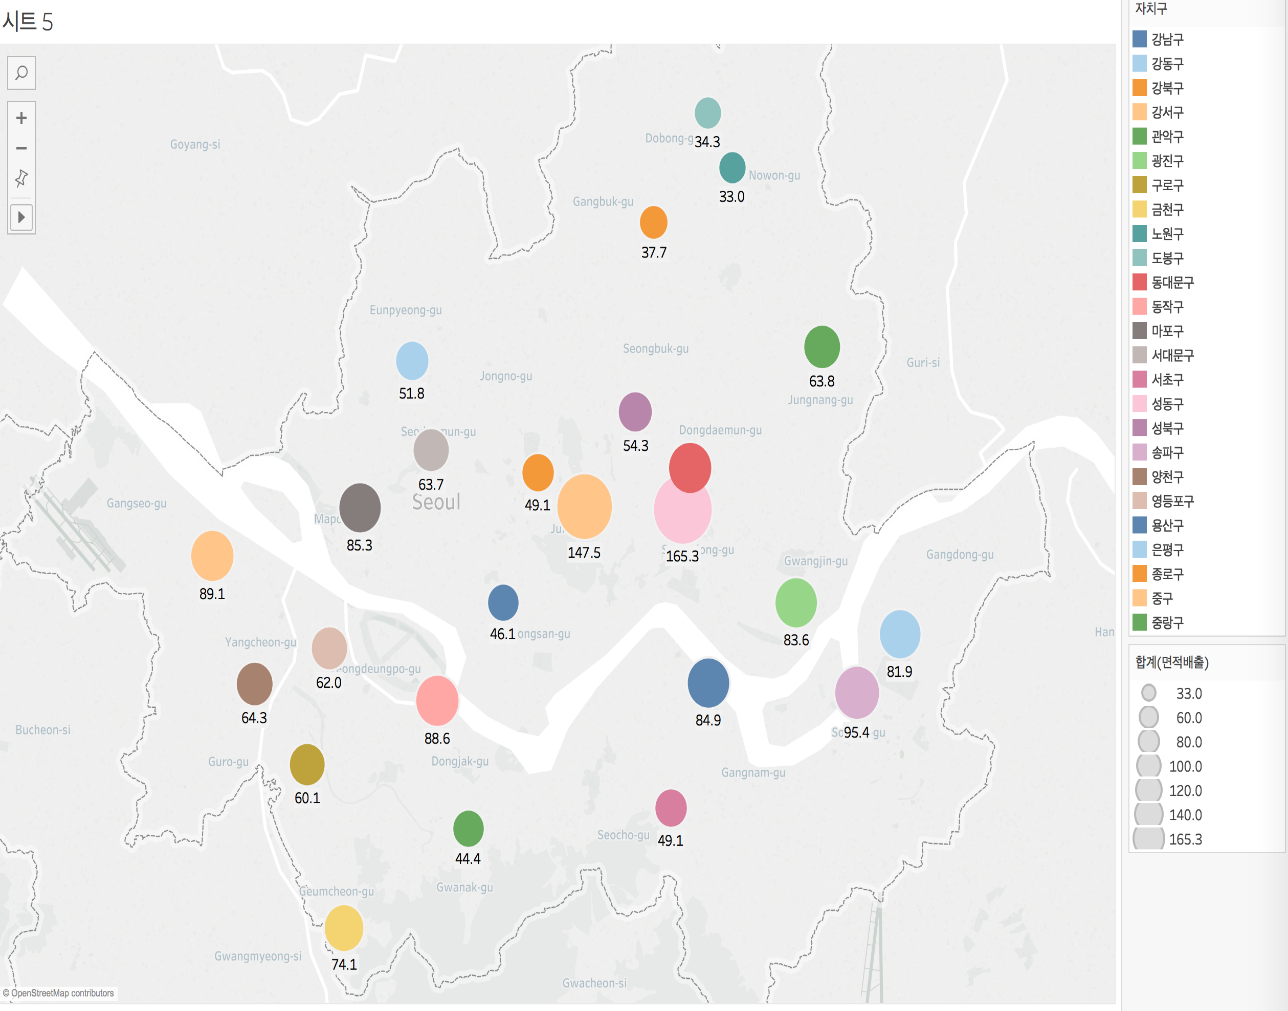 시트 5
Goyang-si
Dobong-g
34.3
Nowon-gu
33.0
Gangbuk-gu
37.7
Eunpyeong-gu
51.8
Seongbuk-gu
63.8
Guri-si
Jongno-gu
Jungnang-gu
54.3
Dongdaemun-gu
63.7
Seoul
49.1
Gangseo-gu
85.3
147.5
165.3
ong-gu
Gwangjin-gu
Gangdong-gu
89.1
46.1
ongsan-gu
83.6
Han
Yangcheon-gu
62.0
ongdeungpo-gu
81.9
64.3
84.9
95.4
gu
88.6
Bucheon-si
Guro-gu
Dongjak-gu
Gangnam-gu
60.1
Seocho-gu
49.1
44.4
Gwanak-gu
Geumcheon-gu
Gwangmyeong-si
74.1
Gwacheon-si
© OpenStreetMap contributors
자치구
강남구
강동구
강북구
강서구
관악구
광진구
구로구
금천구
노원구
도봉구
동대문구
동작구
마포구
서대문구
서초구
성동구
성북구
송파구
양천구
영등포구
용산구
은평구
종로구
중구
중랑구
합계(면적배출)
33.0
60.0
80.0
100.0
120.0
140.0
165.3